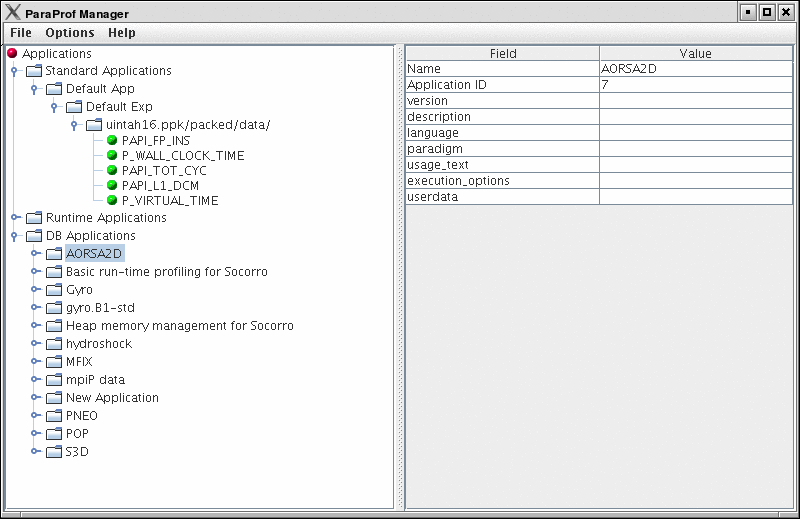 ParaProf Manager
File Options Help
Applications
Standard Applications
Default App
Default Exp
uintah16.ppk/packed/data/
PAPI_FP_INS
P_WALL_CLOCK_TIME
PAPI_TOT_CYC
PAPI_L1_DCM
P_VIRTUAL_TIME
Runtime Applications
DB Applications
AORSA2D
Basic run-time profiling for Socorro
Gyro
gyro.B1-std
Heap memory management for Socorro
hydroshock
MFIX
mpiP data
New Application
PNEO
POP
S3D
Field Value
Name AORSA2D
Application ID 7
version
description
language
paradigm
usage_text
execution_options
userdata